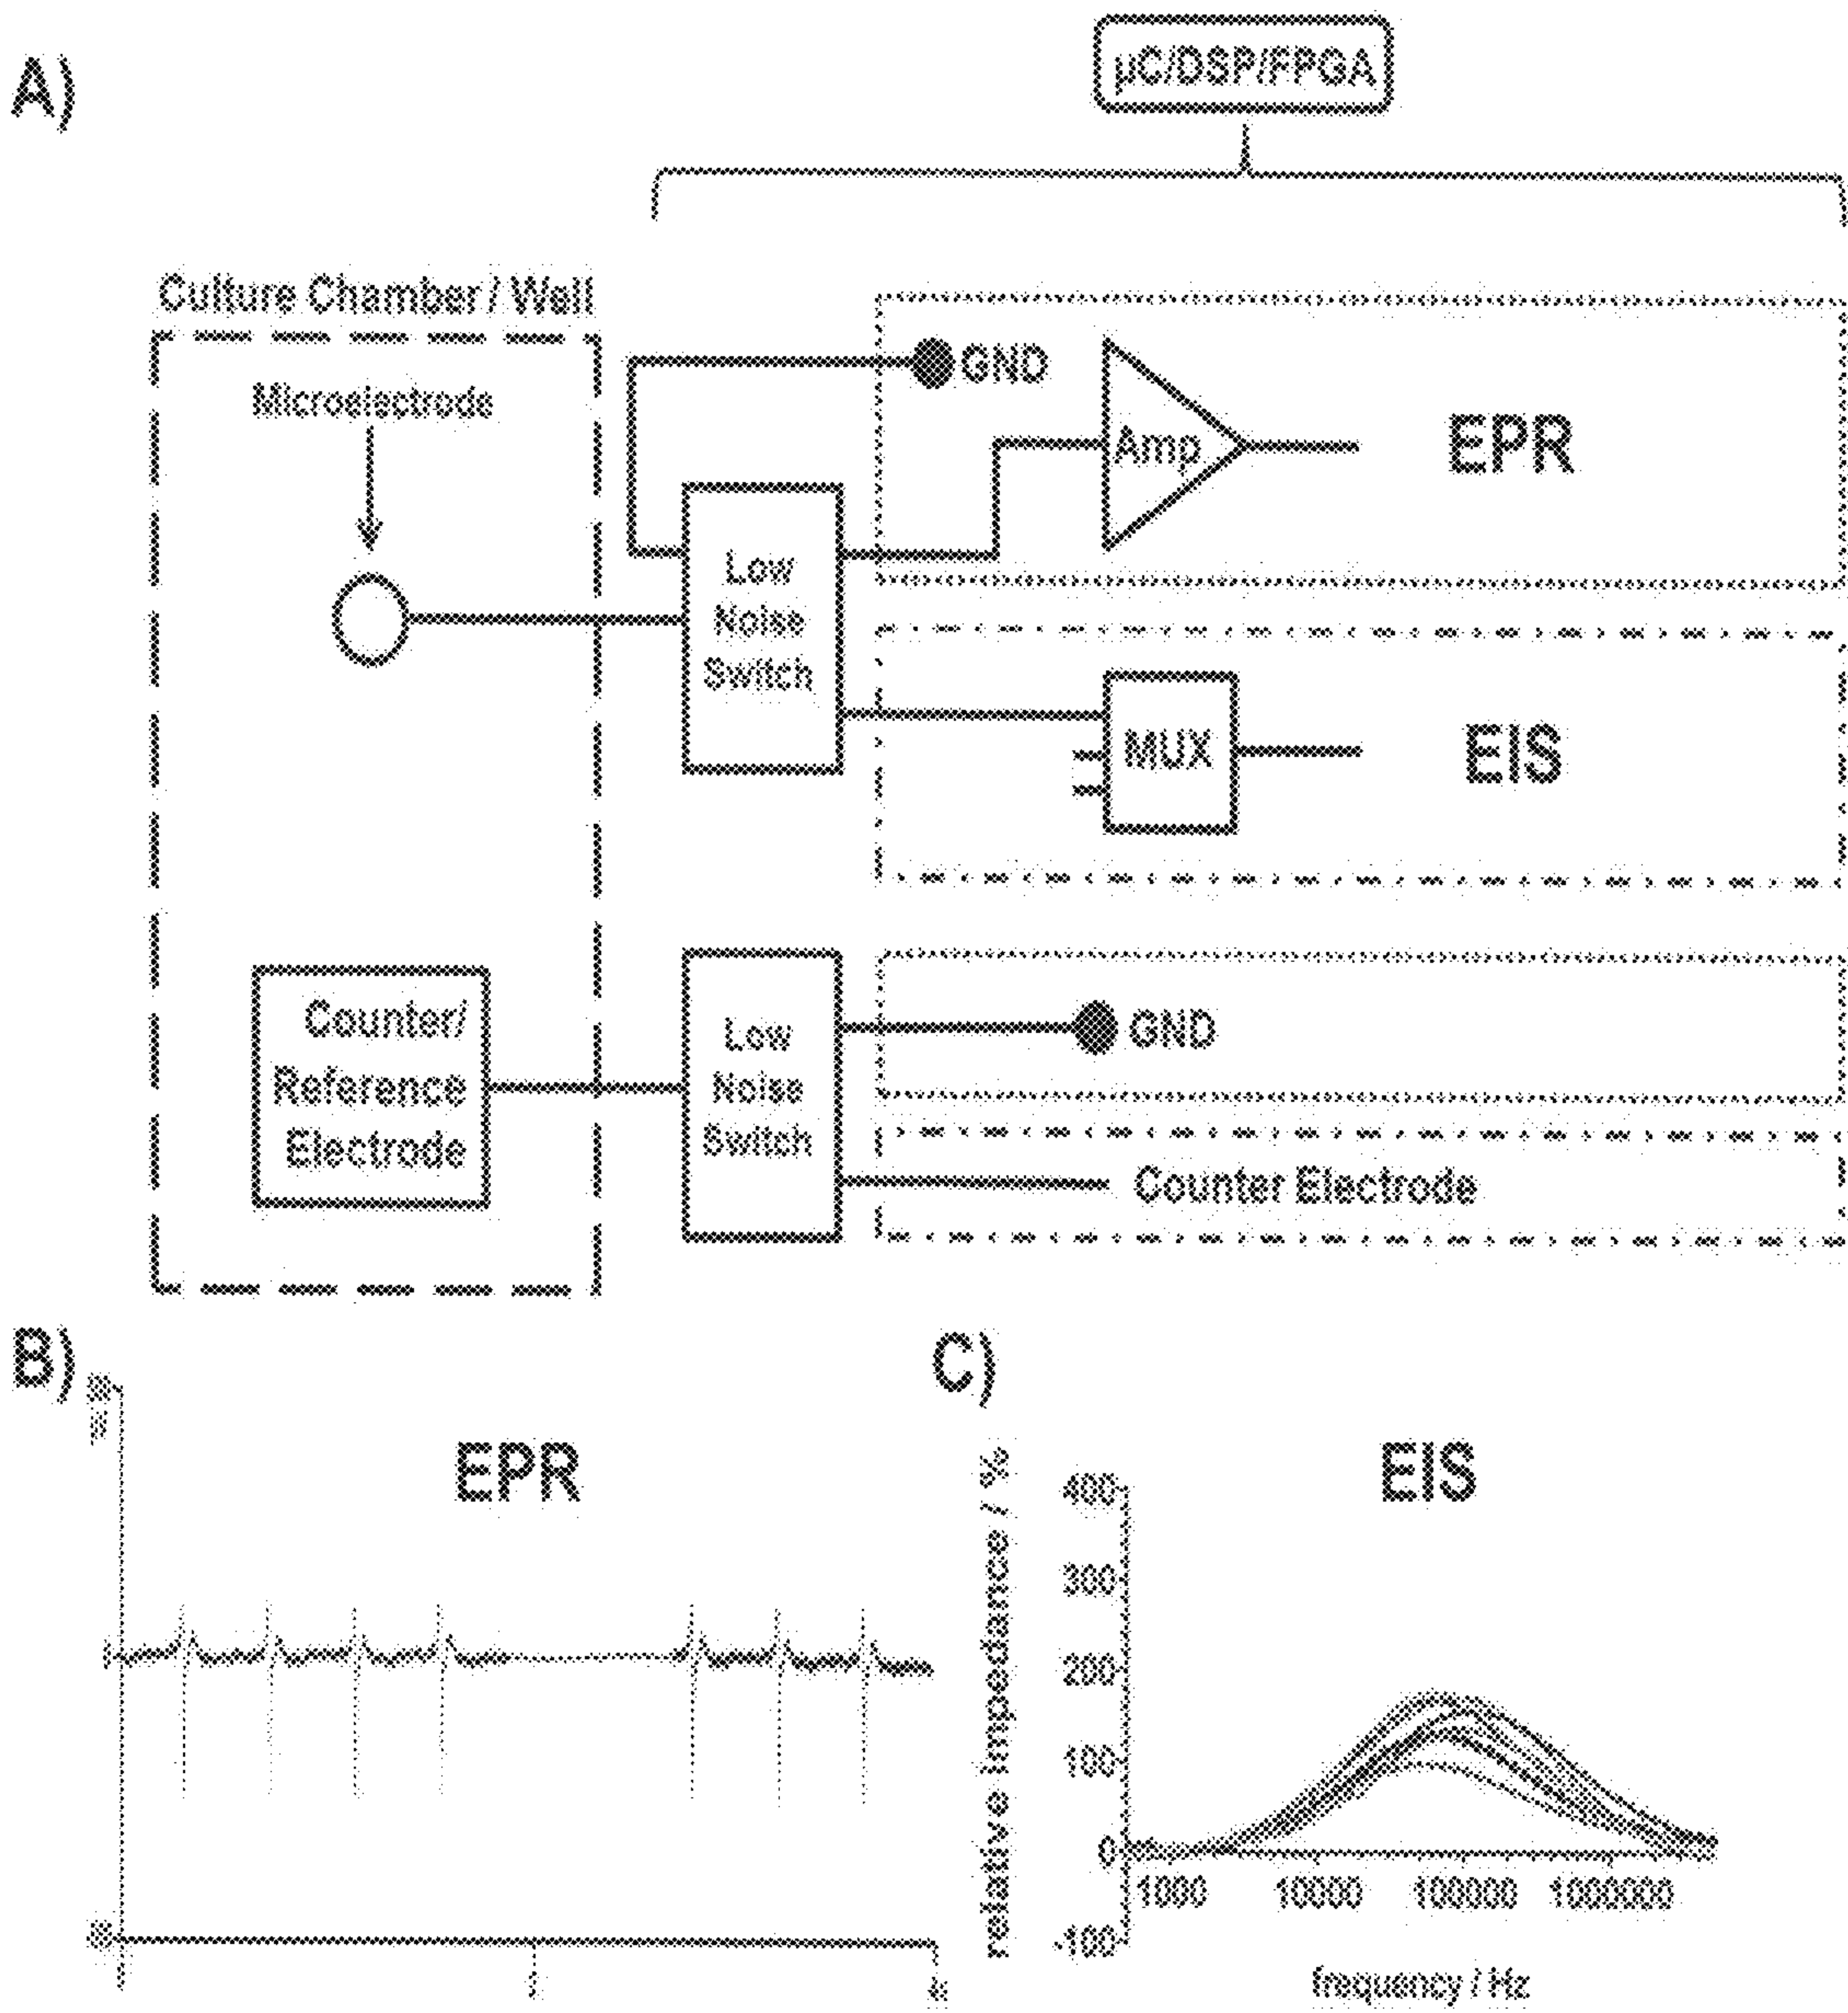 A)
µC/DSP/FPGA
Culture Chamber / Well
Microelectrode
GND
Amp
EPR
Low
Noise
Switch
MUX
EIS
Counter/
Reference
Electrode
Low
Noise
Switch
GND
Counter Electrode
B)
EPR
C)
EIS
relative Impedance / %
400
300
200
100
0
-100
1000
10000
100000
1000000
frequency / Hz